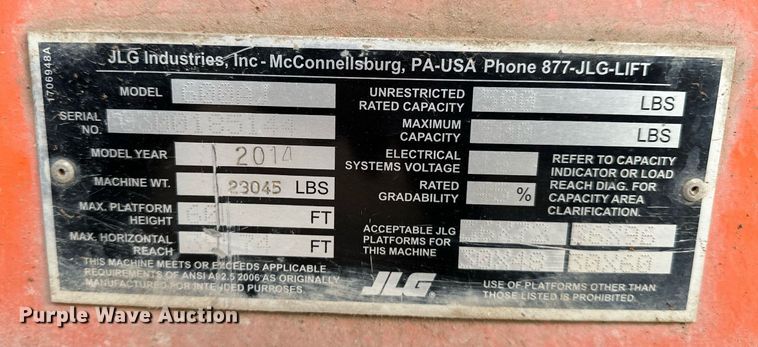 1706948A
JLG Industries, Inc - McConnellsburg, PA-USA Phone 877-JLG-LIFT
MODEL
SERIAL NO.
MODEL YEAR 2014
MACHINE WT. 23045 LBS
MAX. PLATFORM HEIGHT FT
MAX. HORIZONTAL REACH FT
THIS MACHINE MEETS OR EXCEEDS APPLICABLE
REQUIREMENTS OF ANSI A92.5 2006 AS ORIGINALLY
MANUFACTURED FOR INTENDED PURPOSES.
UNRESTRICTED RATED CAPACITY LBS
MAXIMUM CAPACITY LBS
ELECTRICAL SYSTEMS VOLTAGE
RATED GRADABILITY %
REFER TO CAPACITY
INDICATOR OR LOAD
REACH DIAG. FOR
CAPACITY AREA
CLARIFICATION.
ACCEPTABLE JLG
PLATFORMS FOR
THIS MACHINE
JLG®
USE OF PLATFORMS OTHER THAN
THOSE LISTED IS PROHIBITED.
Purple Wave Auction